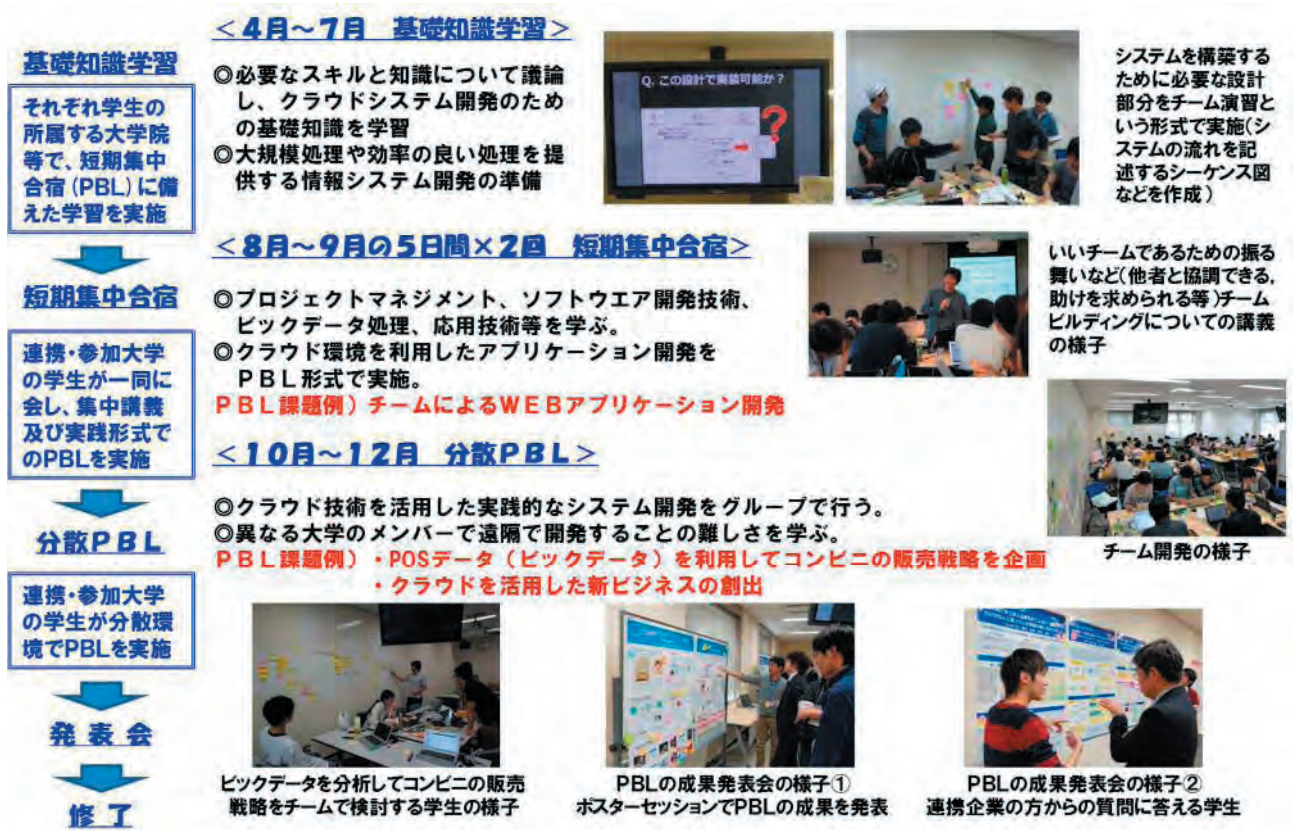 基礎知識学習
それぞれ学生の
所属する大学院
等で、短期集中
合宿(PBL)に備
えた学習を実施
短期集中合宿
連携・参加大学
の学生が一同に
会し、集中講義
及び実践形式で
のPBLを実施
分散PBL
連携・参加大学
の学生が分散環
境でPBLを実施
発表会
修了
<4月~7月 基礎知識学習>
◎必要なスキルと知識について議論
し、クラウドシステム開発のため
の基礎知識を学習
◎大規模処理や効率の良い処理を提
供する情報システム開発の準備
Q. この設計で実装可能か?
?
システムを構築する
ために必要な設計
部分をチーム演習と
いう形式で実施(シ
ステムの流れを記
述するシーケンス図
などを作成)
<8月~9月の5日間×2回 短期集中合宿>
◎プロジェクトマネジメント、ソフトウエア開発技術、
ビックデータ処理、応用技術等を学ぶ。
◎クラウド環境を利用したアプリケーション開発を
PBL形式で実施。
PBL課題例)チームによるWEBアプリケーション開発
いいチームであるための振る
舞いなど(他者と協調できる,
助けを求められる等)チーム
ビルディングについての講義
の様子
チーム開発の様子
<10月~12月 分散PBL>
◎クラウド技術を活用した実践的なシステム開発をグループで行う。
◎異なる大学のメンバーで遠隔で開発することの難しさを学ぶ。
PBL課題例)・POSデータ(ビックデータ)を利用してコンビニの販売戦略を企画
・クラウドを活用した新ビジネスの創出
ビックデータを分析してコンビニの販売
戦略をチームで検討する学生の様子
PBLの成果発表会の様子①
ポスターセッションでPBLの成果を発表
PBLの成果発表会の様子②
連携企業の方からの質問に答える学生